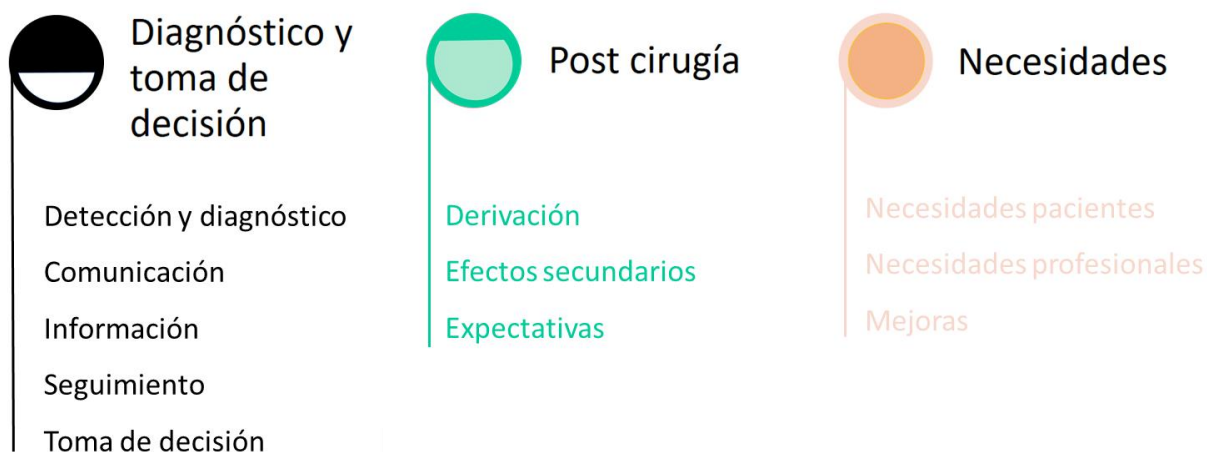 Diagnóstico y
toma de
decisión
Detección y diagnóstico
Comunicación
Información
Seguimiento
Toma de decisión
Post cirugía
Derivación
Efectos secundarios
Expectativas
Necesidades
Necesidades pacientes
Necesidades profesionales
Mejoras